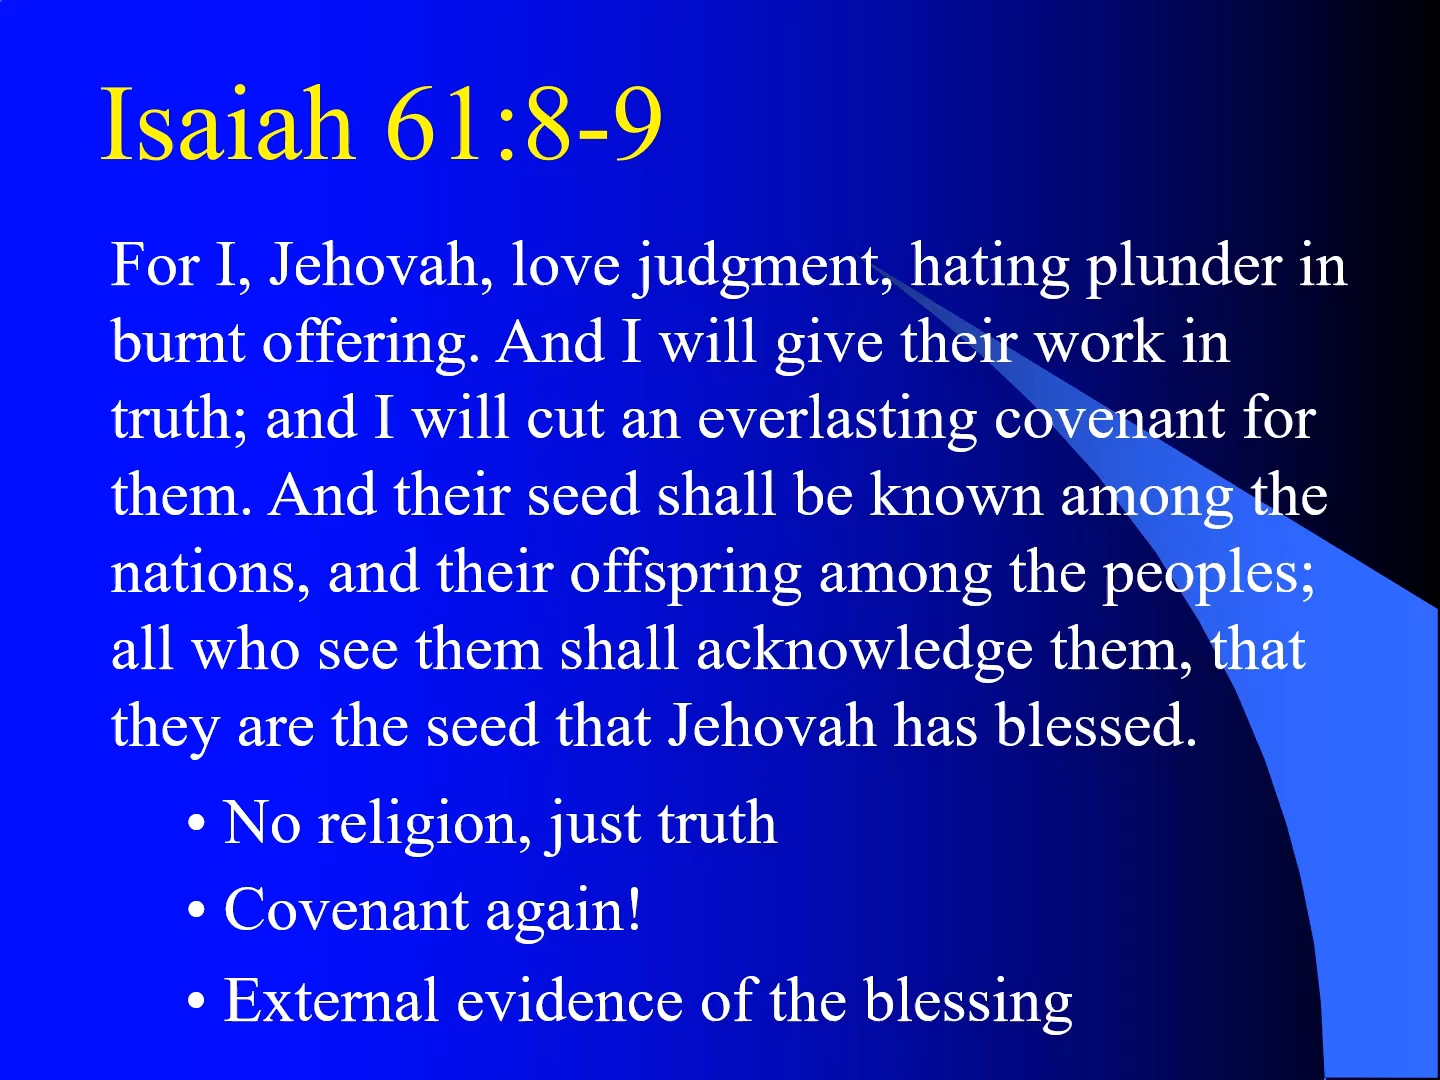 Isaiah 61:8-9
For I, Jehovah, love judgment, hating plunder in
burnt offering. And I will give their work in
truth; and I will cut an everlasting covenant for
them. And their seed shall be known among the
nations, and their offspring among the peoples;
all who see them shall acknowledge them, that
they are the seed that Jehovah has blessed.
• No religion, just truth
• Covenant again!
• External evidence of the blessing